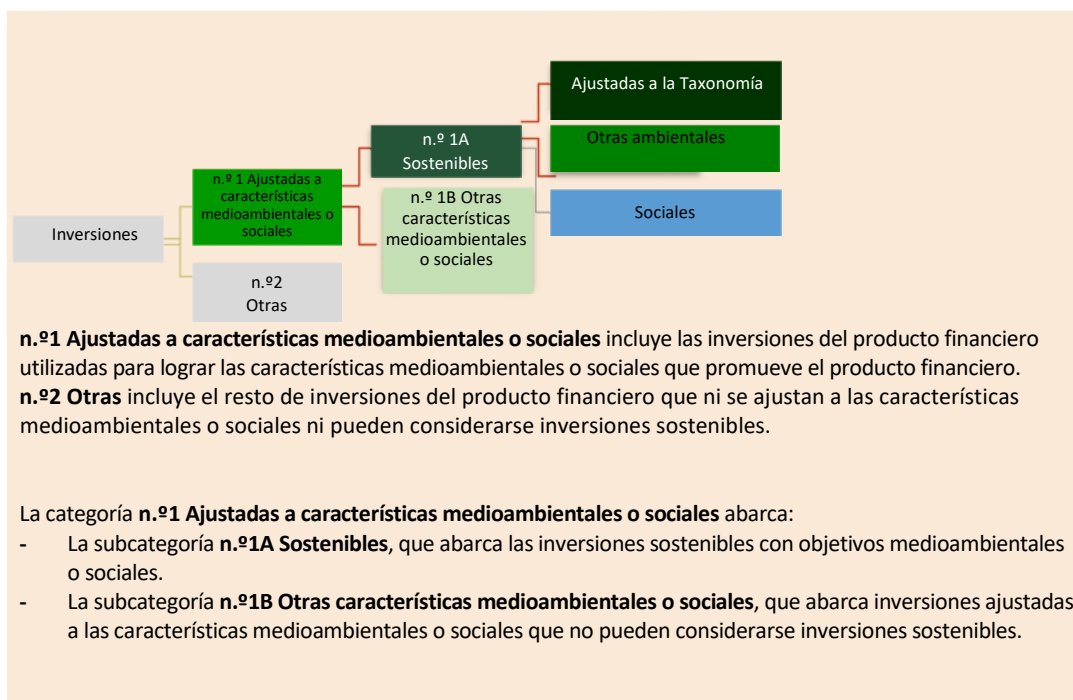 Ajustadas a la Taxonomía
n.º 1A
Sostenibles
Otras ambientales
n.º 1 Ajustadas a
características
medioambientales o
sociales
n.º 1B Otras
características
medioambientales
o sociales
Sociales
Inversiones
n.º2
Otras
n.º1 Ajustadas a características medioambientales o sociales incluye las inversiones del producto financiero
utilizadas para lograr las características medioambientales o sociales que promueve el producto financiero.
n.º2 Otras incluye el resto de inversiones del producto financiero que ni se ajustan a las características
medioambientales o sociales ni pueden considerarse inversiones sostenibles.
La categoría n.º1 Ajustadas a características medioambientales o sociales abarca:
- La subcategoría n.º1A Sostenibles, que abarca las inversiones sostenibles con objetivos medioambientales
o sociales.
- La subcategoría n.º1B Otras características medioambientales o sociales, que abarca inversiones ajustadas
a las características medioambientales o sociales que no pueden considerarse inversiones sostenibles.